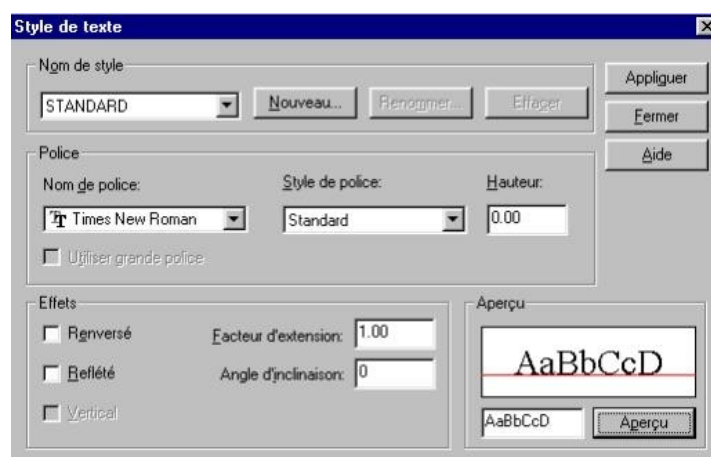 Style de texte
Nom de style
STANDARD
Nouveau...
Renommer...
Effacer
Appliquer
Fermer
Aide
Police
Nom de police:
Style de police:
Hauteur:
Times New Roman
Standard
0.00
Utiliser grande police
Effets
Renversé
Facteur d'extension:
1.00
Reflété
Angle d'inclinaison:
0
Vertical
Aperçu
AaBbCcD
AaBbCcD
Aperçu